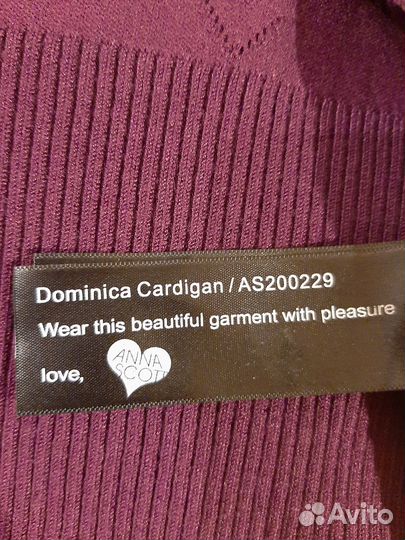 Dominica Cardigan / AS200229
Wear this beautiful garment with pleasure
love,
ANNA
SCOTT
Avito